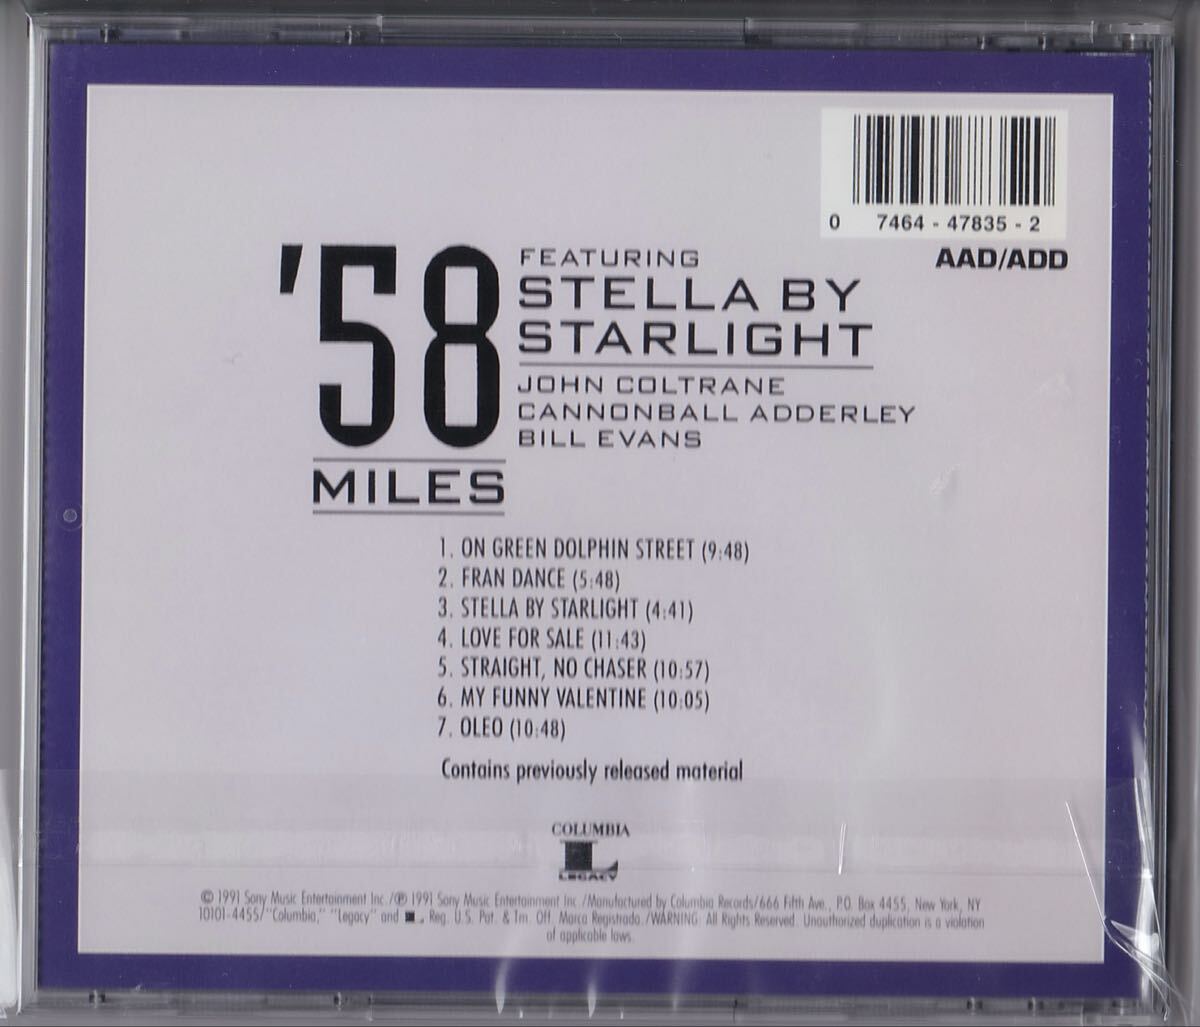 0 7464 - 47835 - 2
AAD/ADD
'58
MILES
FEATURING
STELLA BY
STARLIGHT
JOHN COLTRANE
CANNONBALL ADDERLEY
BILL EVANS
1. ON GREEN DOLPHIN STREET (9:48)
2. FRAN DANCE (5:48)
3. STELLA BY STARLIGHT (4:41)
4. LOVE FOR SALE (11:43)
5. STRAIGHT, NO CHASER (10:57)
6. MY FUNNY VALENTINE (10:05)
7. OLEO (10:48)
Contains previously released material
COLUMBIA
L
LEGACY
© 1991 Sony Music Entertainment Inc./℗ 1991 Sony Music Entertainment Inc./Manufactured by Columbia Records/666 Fifth Ave., P.O. Box 4455, New York, NY
10101-4455/"Columbia," "Legacy" and L, Reg. U.S. Pat. & Tm. Off. Marca Registrada./WARNING: All Rights Reserved. Unauthorized duplication is a violation
of applicable laws.